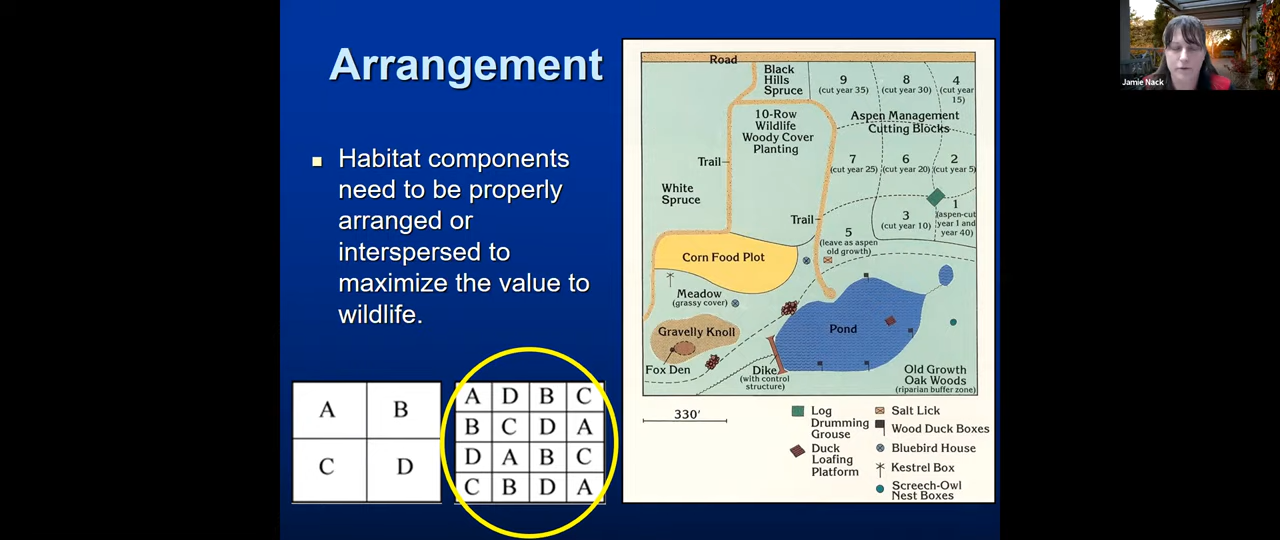 Arrangement
Habitat components
need to be properly
arranged or
interspersed to
maximize the value to
wildlife.
A B
C D
A D B C
B C D A
D A B C
C B D A
Road
Black
Hills
Spruce
9
(cut year 35)
8
(cut year 30)
4
(cut year
15)
10-Row
Wildlife
Woody Cover
Planting
Aspen Management
Cutting Blocks
Trail
7
(cut year 25)
6
(cut year 20)
2
(cut year 5)
White
Spruce
Trail
3
(cut year 10)
1
(aspen-cut
year 1 and
year 40)
5
(leave as aspen
old growth)
Corn Food Plot
Meadow
(grassy cover)
Gravelly Knoll
Pond
Fox Den
Dike
(with control
structure)
Old Growth
Oak Woods
(riparian buffer zone)
330'
Log
Drumming
Grouse
Duck
Loafing
Platform
Salt Lick
Wood Duck Boxes
Bluebird House
Kestrel Box
Screech-Owl
Nest Boxes
Jamie Nack